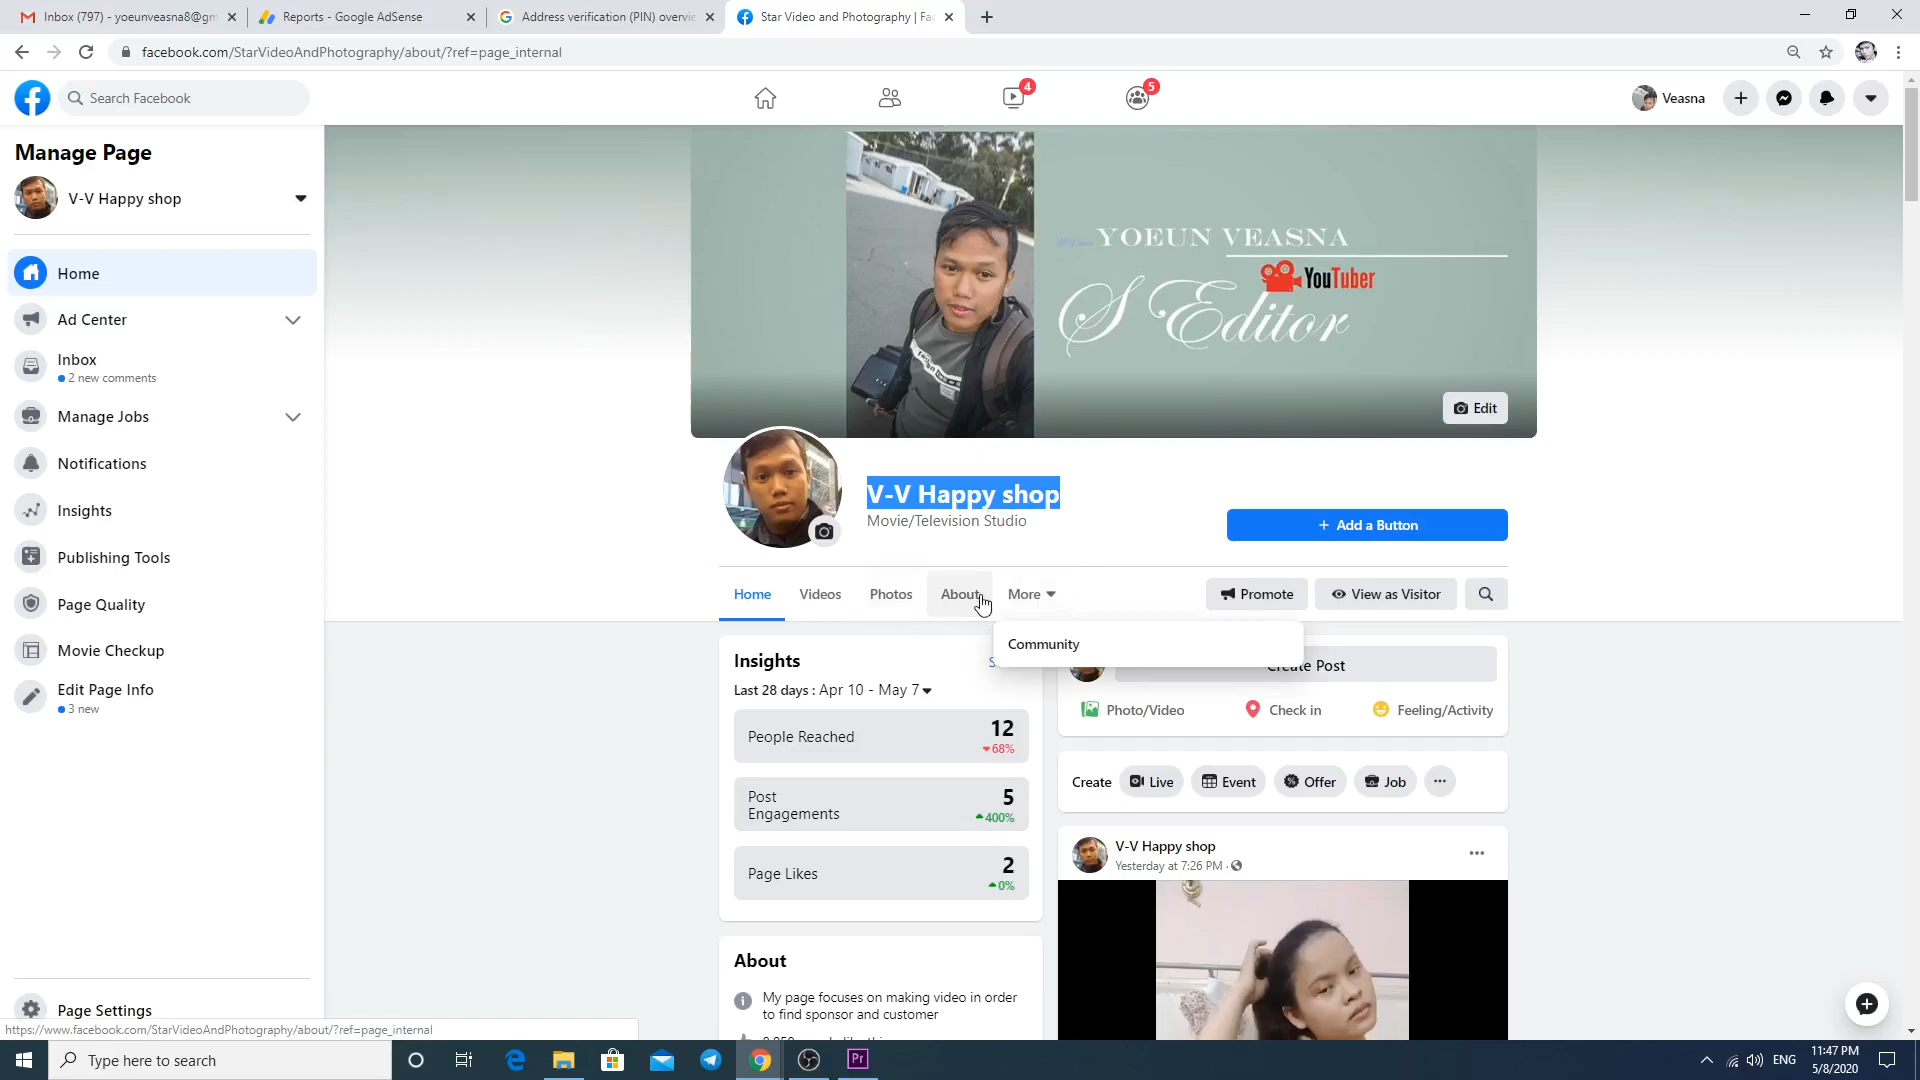 Inbox (797) - yoeunveasna8@gm
Reports - Google AdSense
Address verification (PIN) overvie
Star Video and Photography | Fac
facebook.com/StarVideoAndPhotography/about/?ref=page_internal
Search Facebook
4
5
Veasna
Manage Page
V-V Happy shop
Home
Ad Center
Inbox
2 new comments
Manage Jobs
Notifications
Insights
Publishing Tools
Page Quality
Movie Checkup
Edit Page Info
3 new
Page Settings
https://www.facebook.com/StarVideoAndPhotography/about/?ref=page_internal
YOEUN VEASNA
YouTuber
S Editor
Edit
V-V Happy shop
Movie/Television Studio
+ Add a Button
Home
Videos
Photos
About
More
Promote
View as Visitor
Community
Insights
Last 28 days : Apr 10 - May 7
People Reached
12
68%
Post
Engagements
5
400%
Page Likes
2
0%
About
My page focuses on making video in order
to find sponsor and customer
Create Post
Photo/Video
Check in
Feeling/Activity
Create
Live
Event
Offer
Job
V-V Happy shop
Yesterday at 7:26 PM ·
Type here to search
Pr
ENG
11:47 PM
5/8/2020